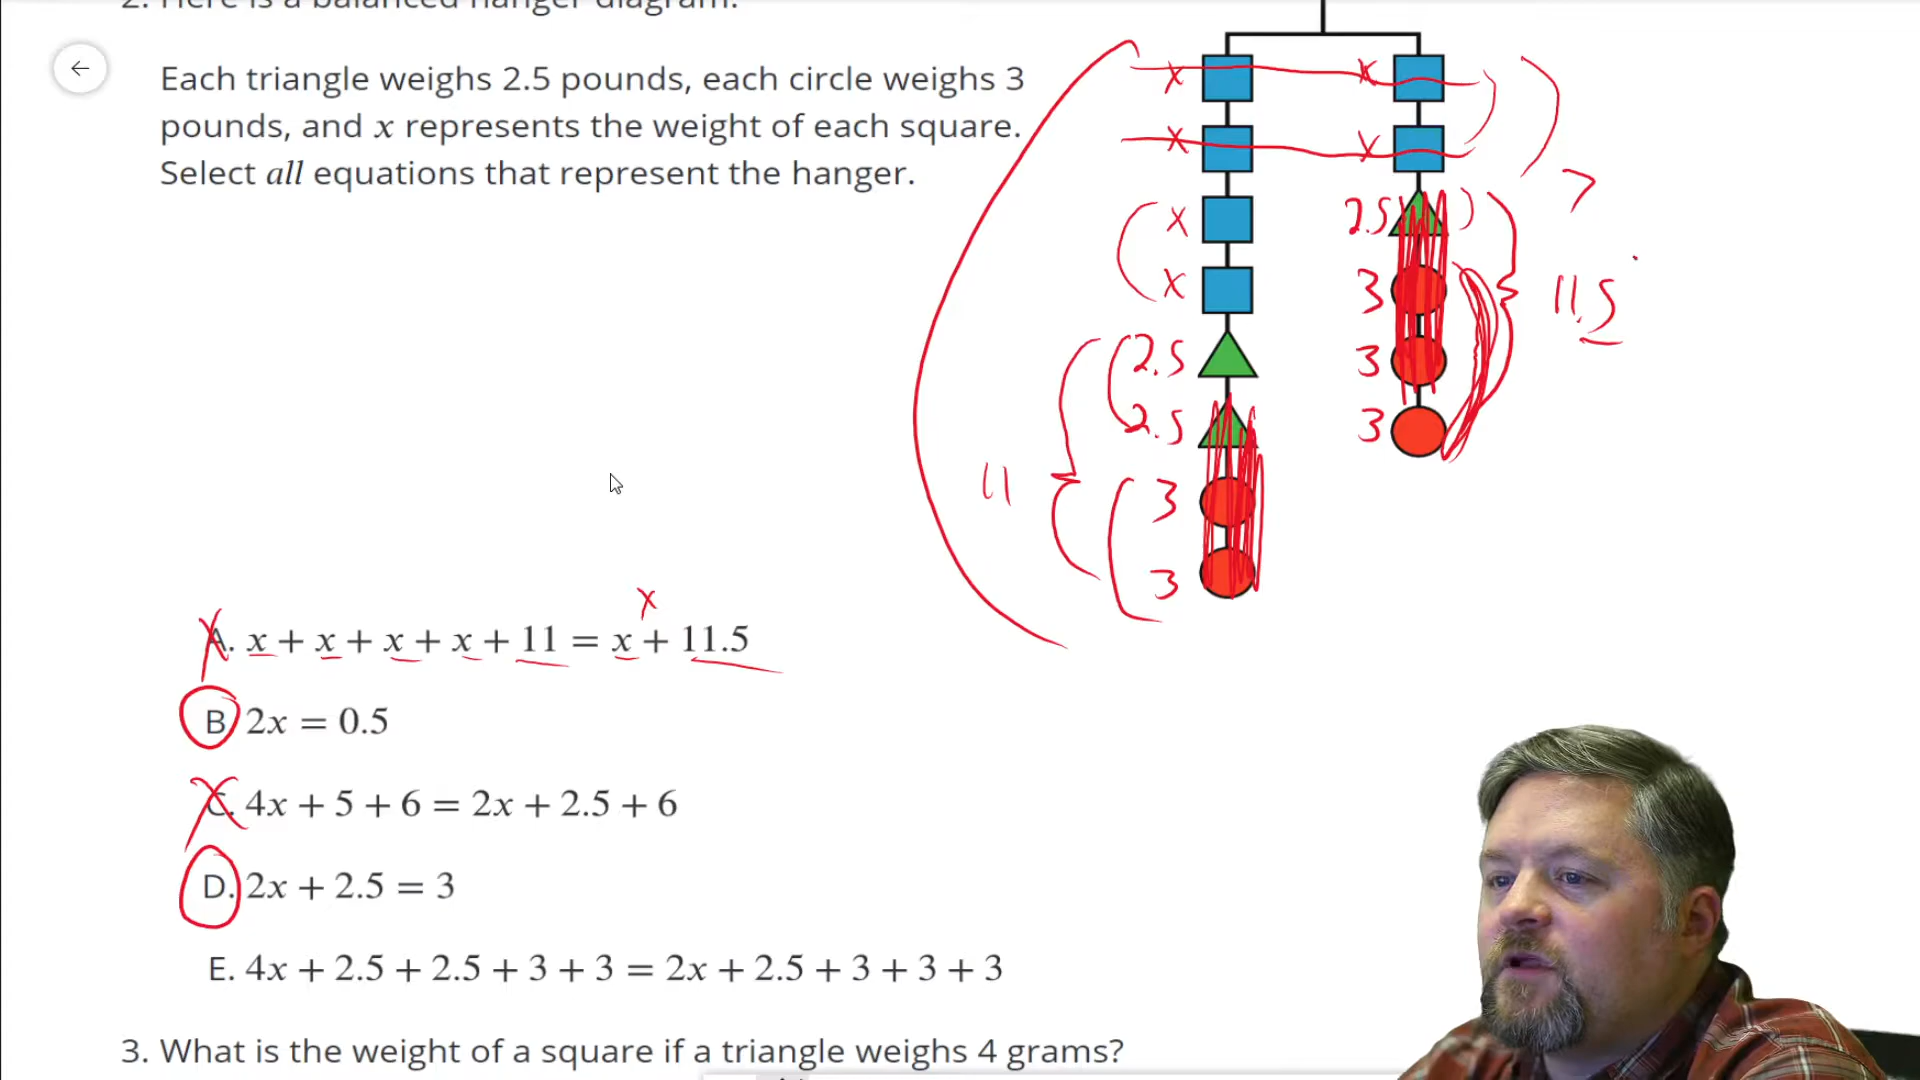 2. Here is a balanced hanger diagram.
Each triangle weighs 2.5 pounds, each circle weighs 3
pounds, and x represents the weight of each square.
Select all equations that represent the hanger.
x x
x x
x 2.5
x 3
2.5 3
2.5 3
3
3
11
11.5
x
A. x + x + x + x + 11 = x + 11.5
B. 2x = 0.5
C. 4x + 5 + 6 = 2x + 2.5 + 6
D. 2x + 2.5 = 3
E. 4x + 2.5 + 2.5 + 3 + 3 = 2x + 2.5 + 3 + 3 + 3
3. What is the weight of a square if a triangle weighs 4 grams?